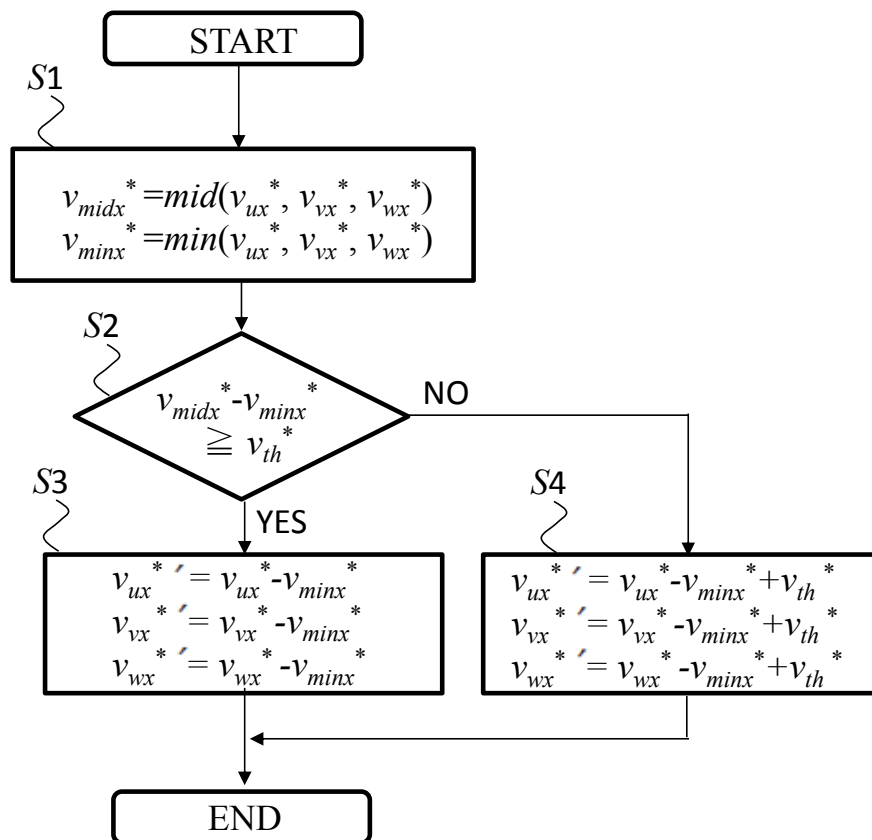 START
S1
v_midx* =mid(v_ux*, v_vx*, v_wx*)
v_minx* =min(v_ux*, v_vx*, v_wx*)
S2
v_midx*-v_minx*
≧ v_th*
NO
YES
S3
v_ux* ′= v_ux*-v_minx*
v_vx* ′= v_vx*-v_minx*
v_wx* ′= v_wx*-v_minx*
S4
v_ux* ′= v_ux*-v_minx*+v_th*
v_vx* ′= v_vx*-v_minx*+v_th*
v_wx* ′= v_wx*-v_minx*+v_th*
END